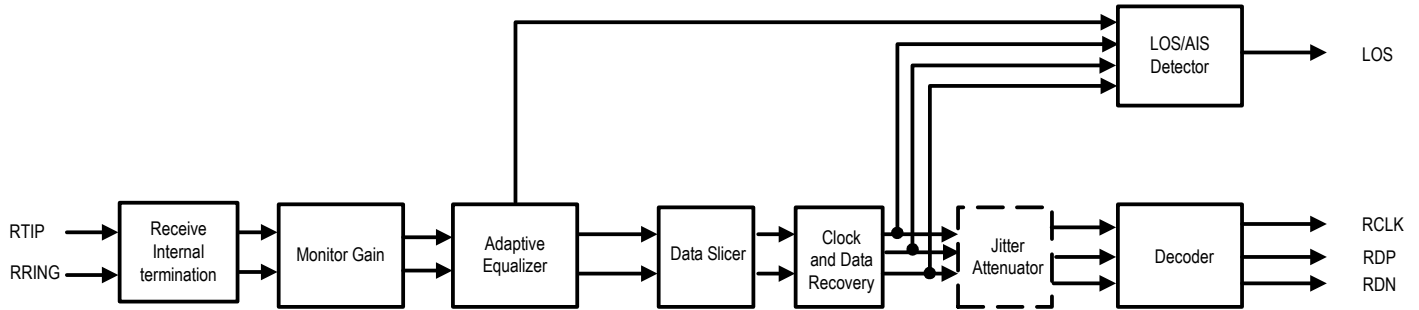 LOS/AIS
Detector
LOS
RTIP
RRING
Receive
Internal
termination
Monitor Gain
Adaptive
Equalizer
Data Slicer
Clock
and Data
Recovery
Jitter
Attenuator
Decoder
RCLK
RDP
RDN